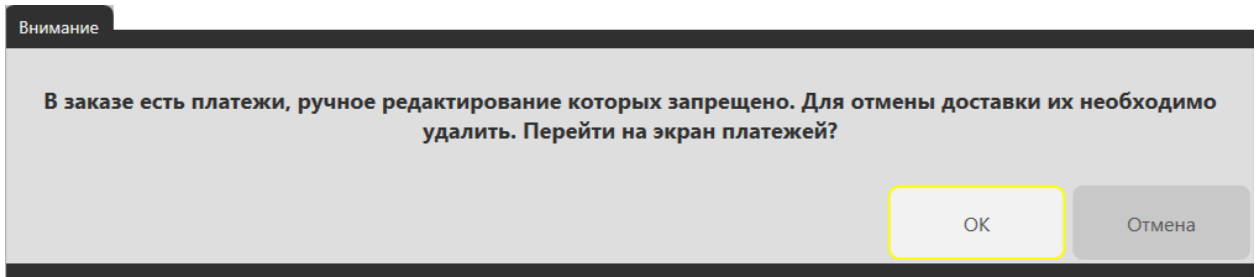 Внимание
В заказе есть платежи, ручное редактирование которых запрещено. Для отмены доставки их необходимо
удалить. Перейти на экран платежей?
OK
Отмена